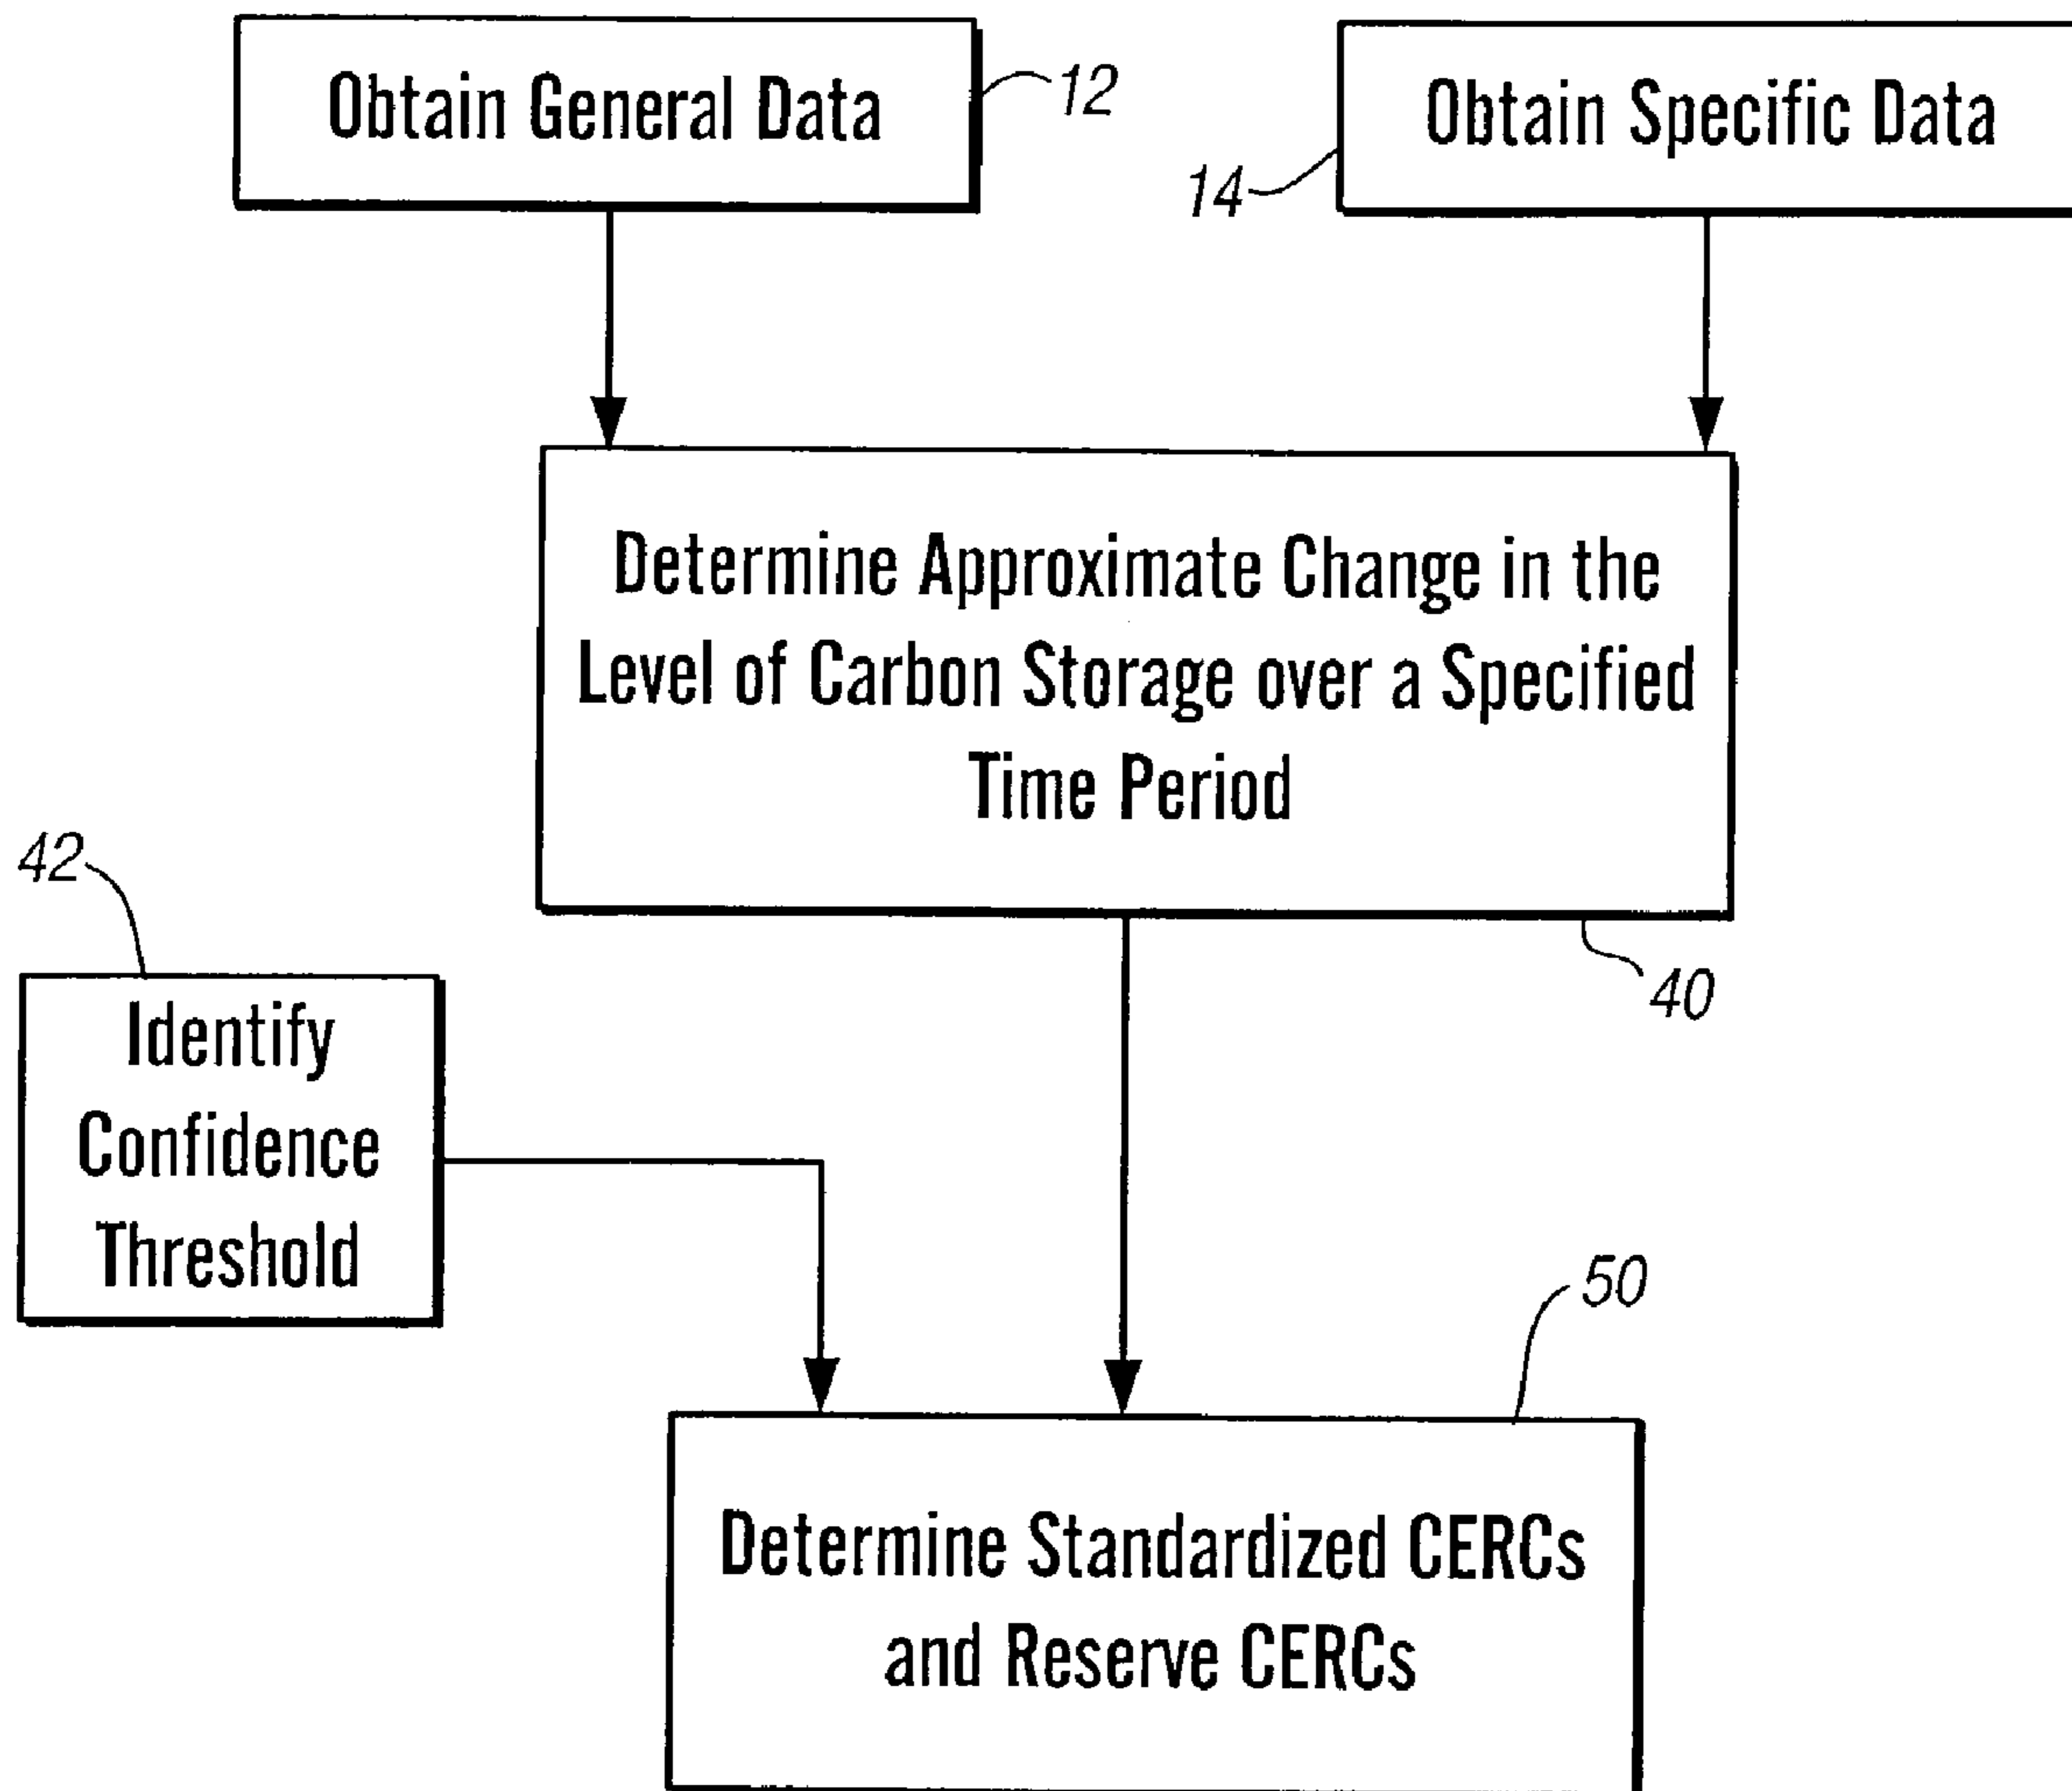 Obtain General Data
12
Obtain Specific Data
14
Determine Approximate Change in the
Level of Carbon Storage over a Specified
Time Period
40
42
Identify
Confidence
Threshold
50
Determine Standardized CERCs
and Reserve CERCs